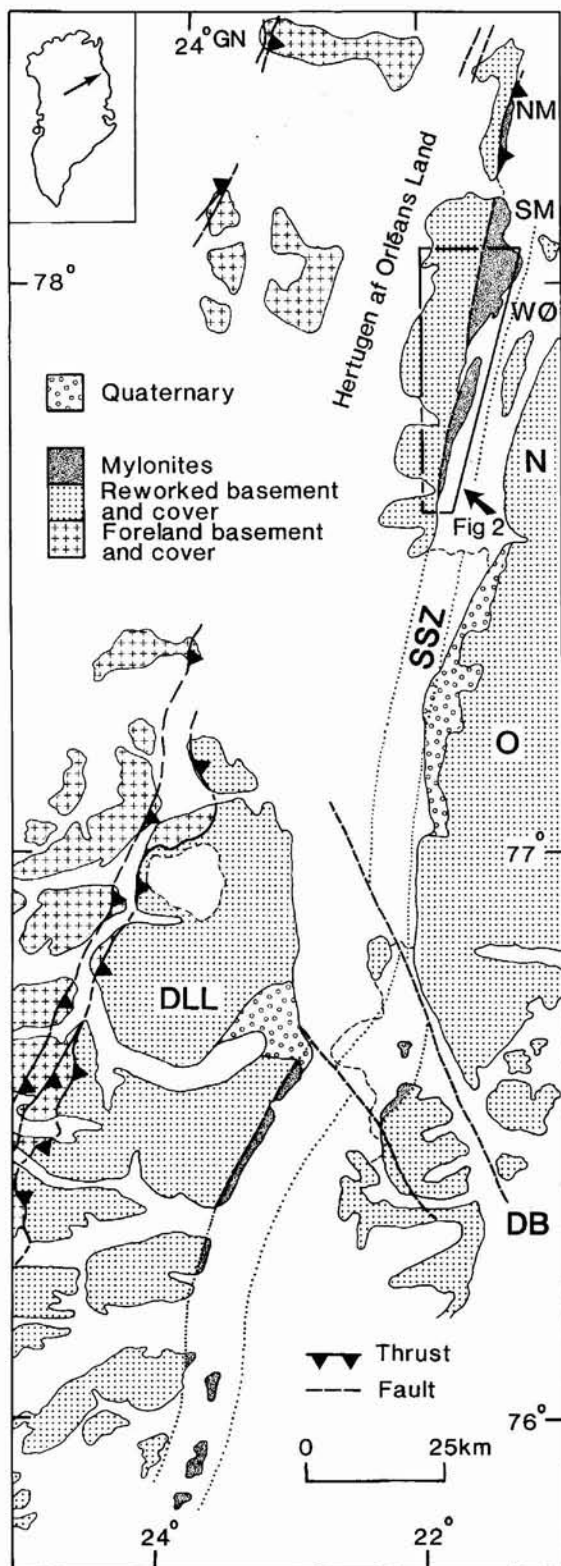 24° GN
NM
SM
78°
WØ
Hertugen af Orléans Land
Quaternary
Mylonites
Reworked basement
and cover
Foreland basement
and cover
N
Fig 2
SSZ
O
77°
DLL
DB
Thrust
Fault
76°
0 25km
24°
22°